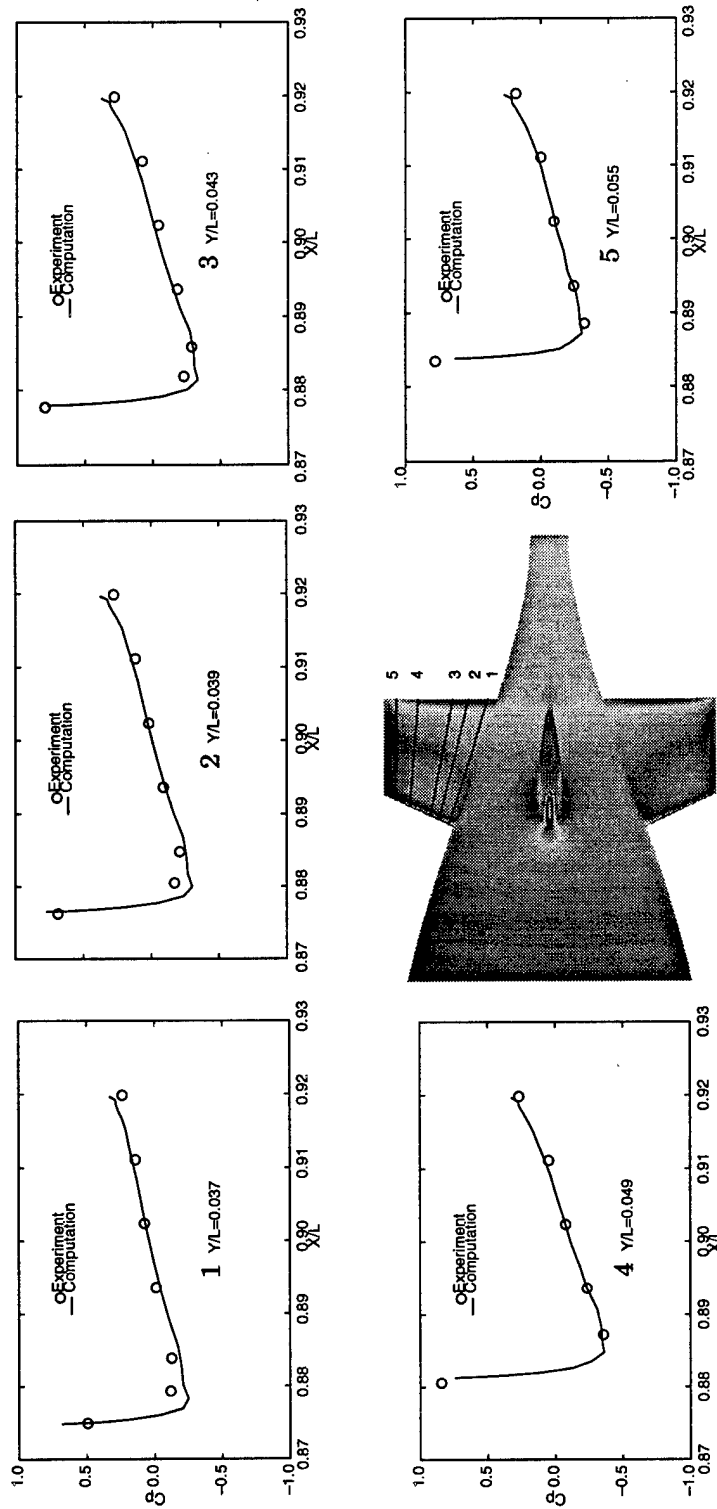 1.0
0.5
Cp
0.0
-0.5
-1.0
Experiment
Computation
1 Y/L=0.037
0.87 0.88 0.89 0.90 0.91 0.92 0.93
X/L
Experiment
Computation
2 Y/L=0.039
0.87 0.88 0.89 0.90 0.91 0.92 0.93
X/L
Experiment
Computation
3 Y/L=0.043
0.87 0.88 0.89 0.90 0.91 0.92 0.93
X/L
1.0
0.5
Cp
0.0
-0.5
-1.0
Experiment
Computation
4 Y/L=0.049
0.87 0.88 0.89 0.90 0.91 0.92 0.93
X/L
5
4
3
2
1
1.0
0.5
Cp
0.0
-0.5
-1.0
Experiment
Computation
5 Y/L=0.055
0.87 0.88 0.89 0.90 0.91 0.92 0.93
X/L